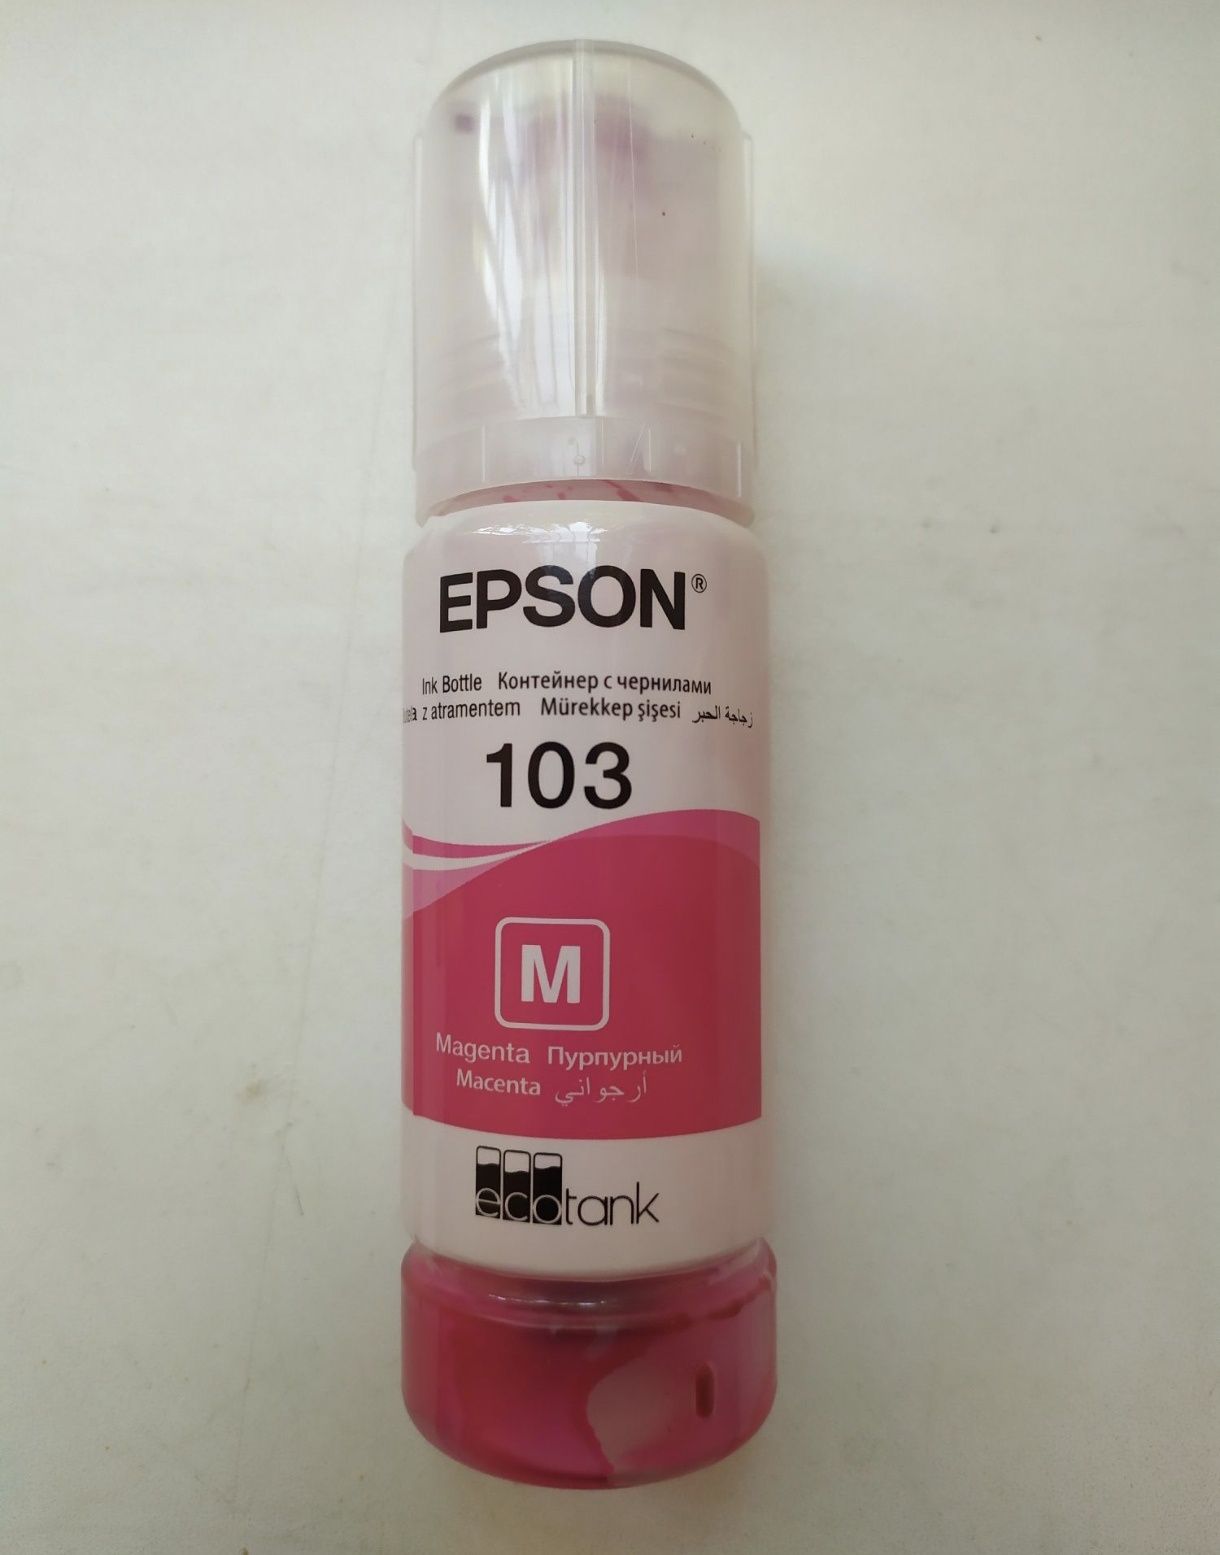 EPSON®
Ink Bottle Контейнер с чернилами
z atramentem Mürekkep şişesi زجاجة الحبر
103
M
Magenta Пурпурный
Macenta أرجواني
ecotank